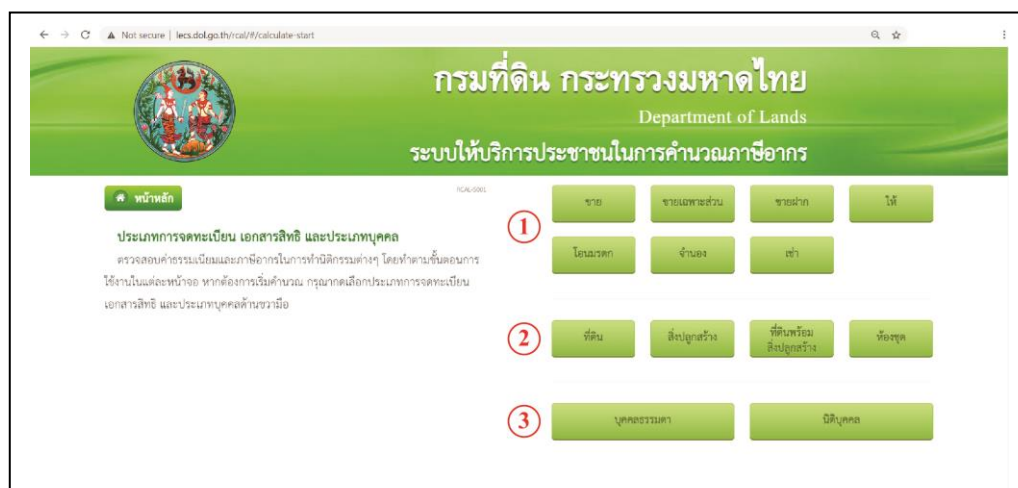 Not secure | lecs.dol.go.th/rcal/#/calculate-start
กรมที่ดิน กระทรวงมหาดไทย
Department of Lands
ระบบให้บริการประชาชนในการคำนวณภาษีอากร
หน้าหลัก
RCAL-S001
ประเภทการจดทะเบียน เอกสารสิทธิ และประเภทบุคคล
ตรวจสอบค่าธรรมเนียมและภาษีอากรในการทำนิติกรรมต่างๆ โดยทำตามขั้นตอนการ
ใช้งานในแต่ละหน้าจอ หากต้องการเริ่มคำนวณ กรุณากดเลือกประเภทการจดทะเบียน
เอกสารสิทธิ และประเภทบุคคลด้านขวามือ
1
ขาย ขายเฉพาะส่วน ขายฝาก ให้
โอนมรดก จำนอง เช่า
2
ที่ดิน สิ่งปลูกสร้าง ที่ดินพร้อม
สิ่งปลูกสร้าง ห้องชุด
3
บุคคลธรรมดา นิติบุคคล